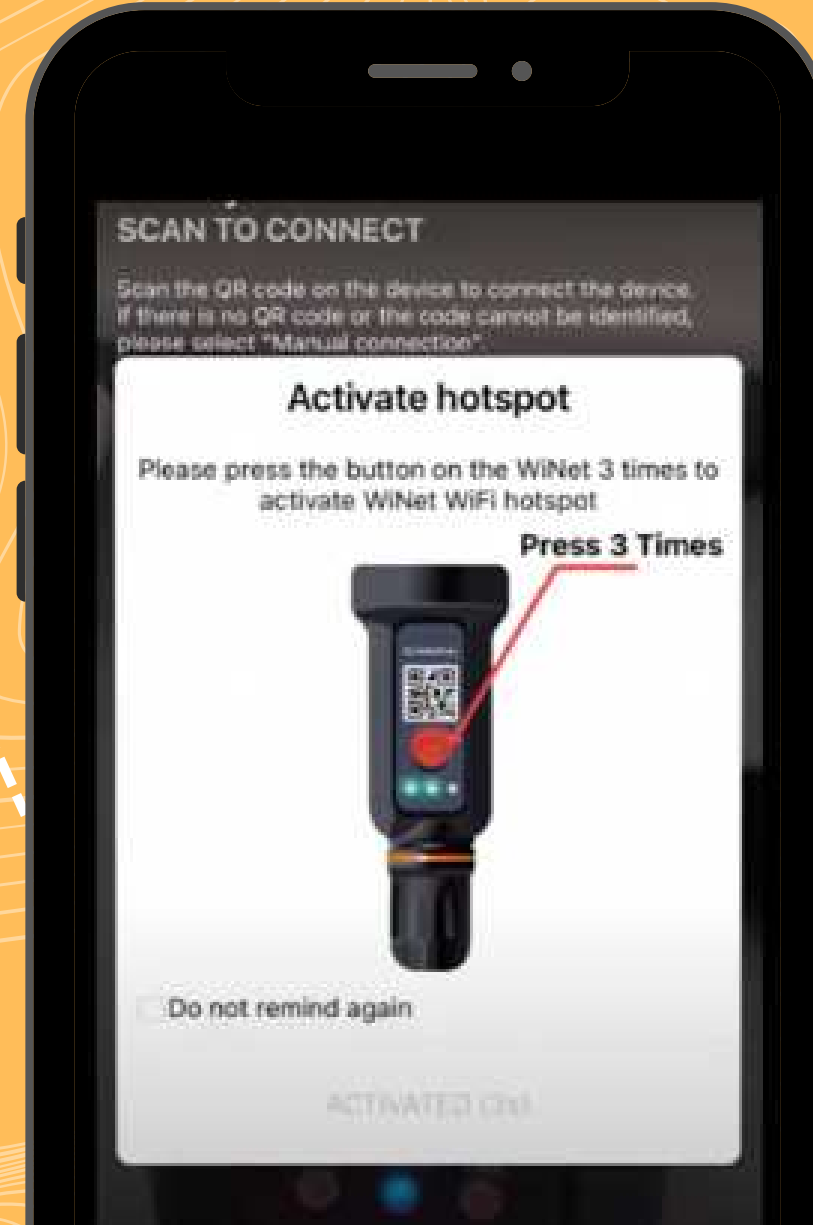 SCAN TO CONNECT
Scan the QR code on the device to connect the device.
If there is no QR code or the code cannot be identified,
please select "Manual connection".
Activate hotspot
Please press the button on the WiNet 3 times to
activate WiNet WiFi hotspot
Press 3 Times
Do not remind again
ACTIVATED